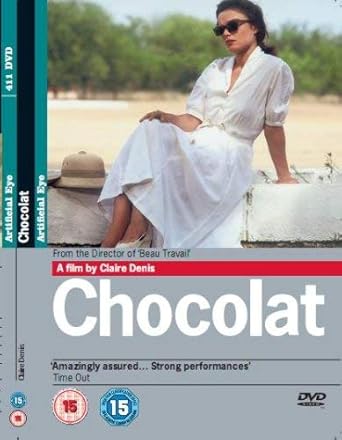 411 DVD
Artificial Eye
Chocolat
Artificial Eye
Claire Denis
15
From the Director of 'Beau Travail'
A film by Claire Denis
Chocolat
'Amazingly assured... Strong performances'
Time Out
15
15
DVD